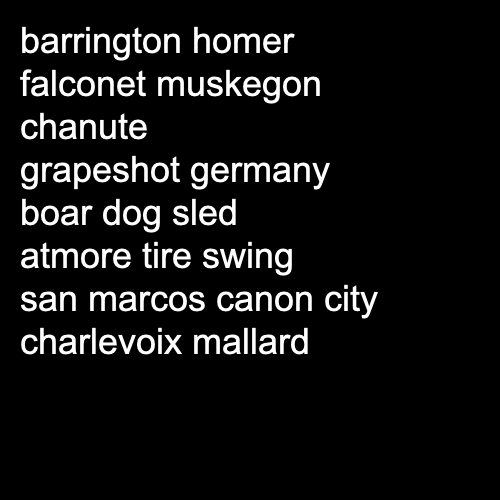 barrington homer
falconet muskegon
chanute
grapeshot germany
boar dog sled
atmore tire swing
san marcos canon city
charlevoix mallard